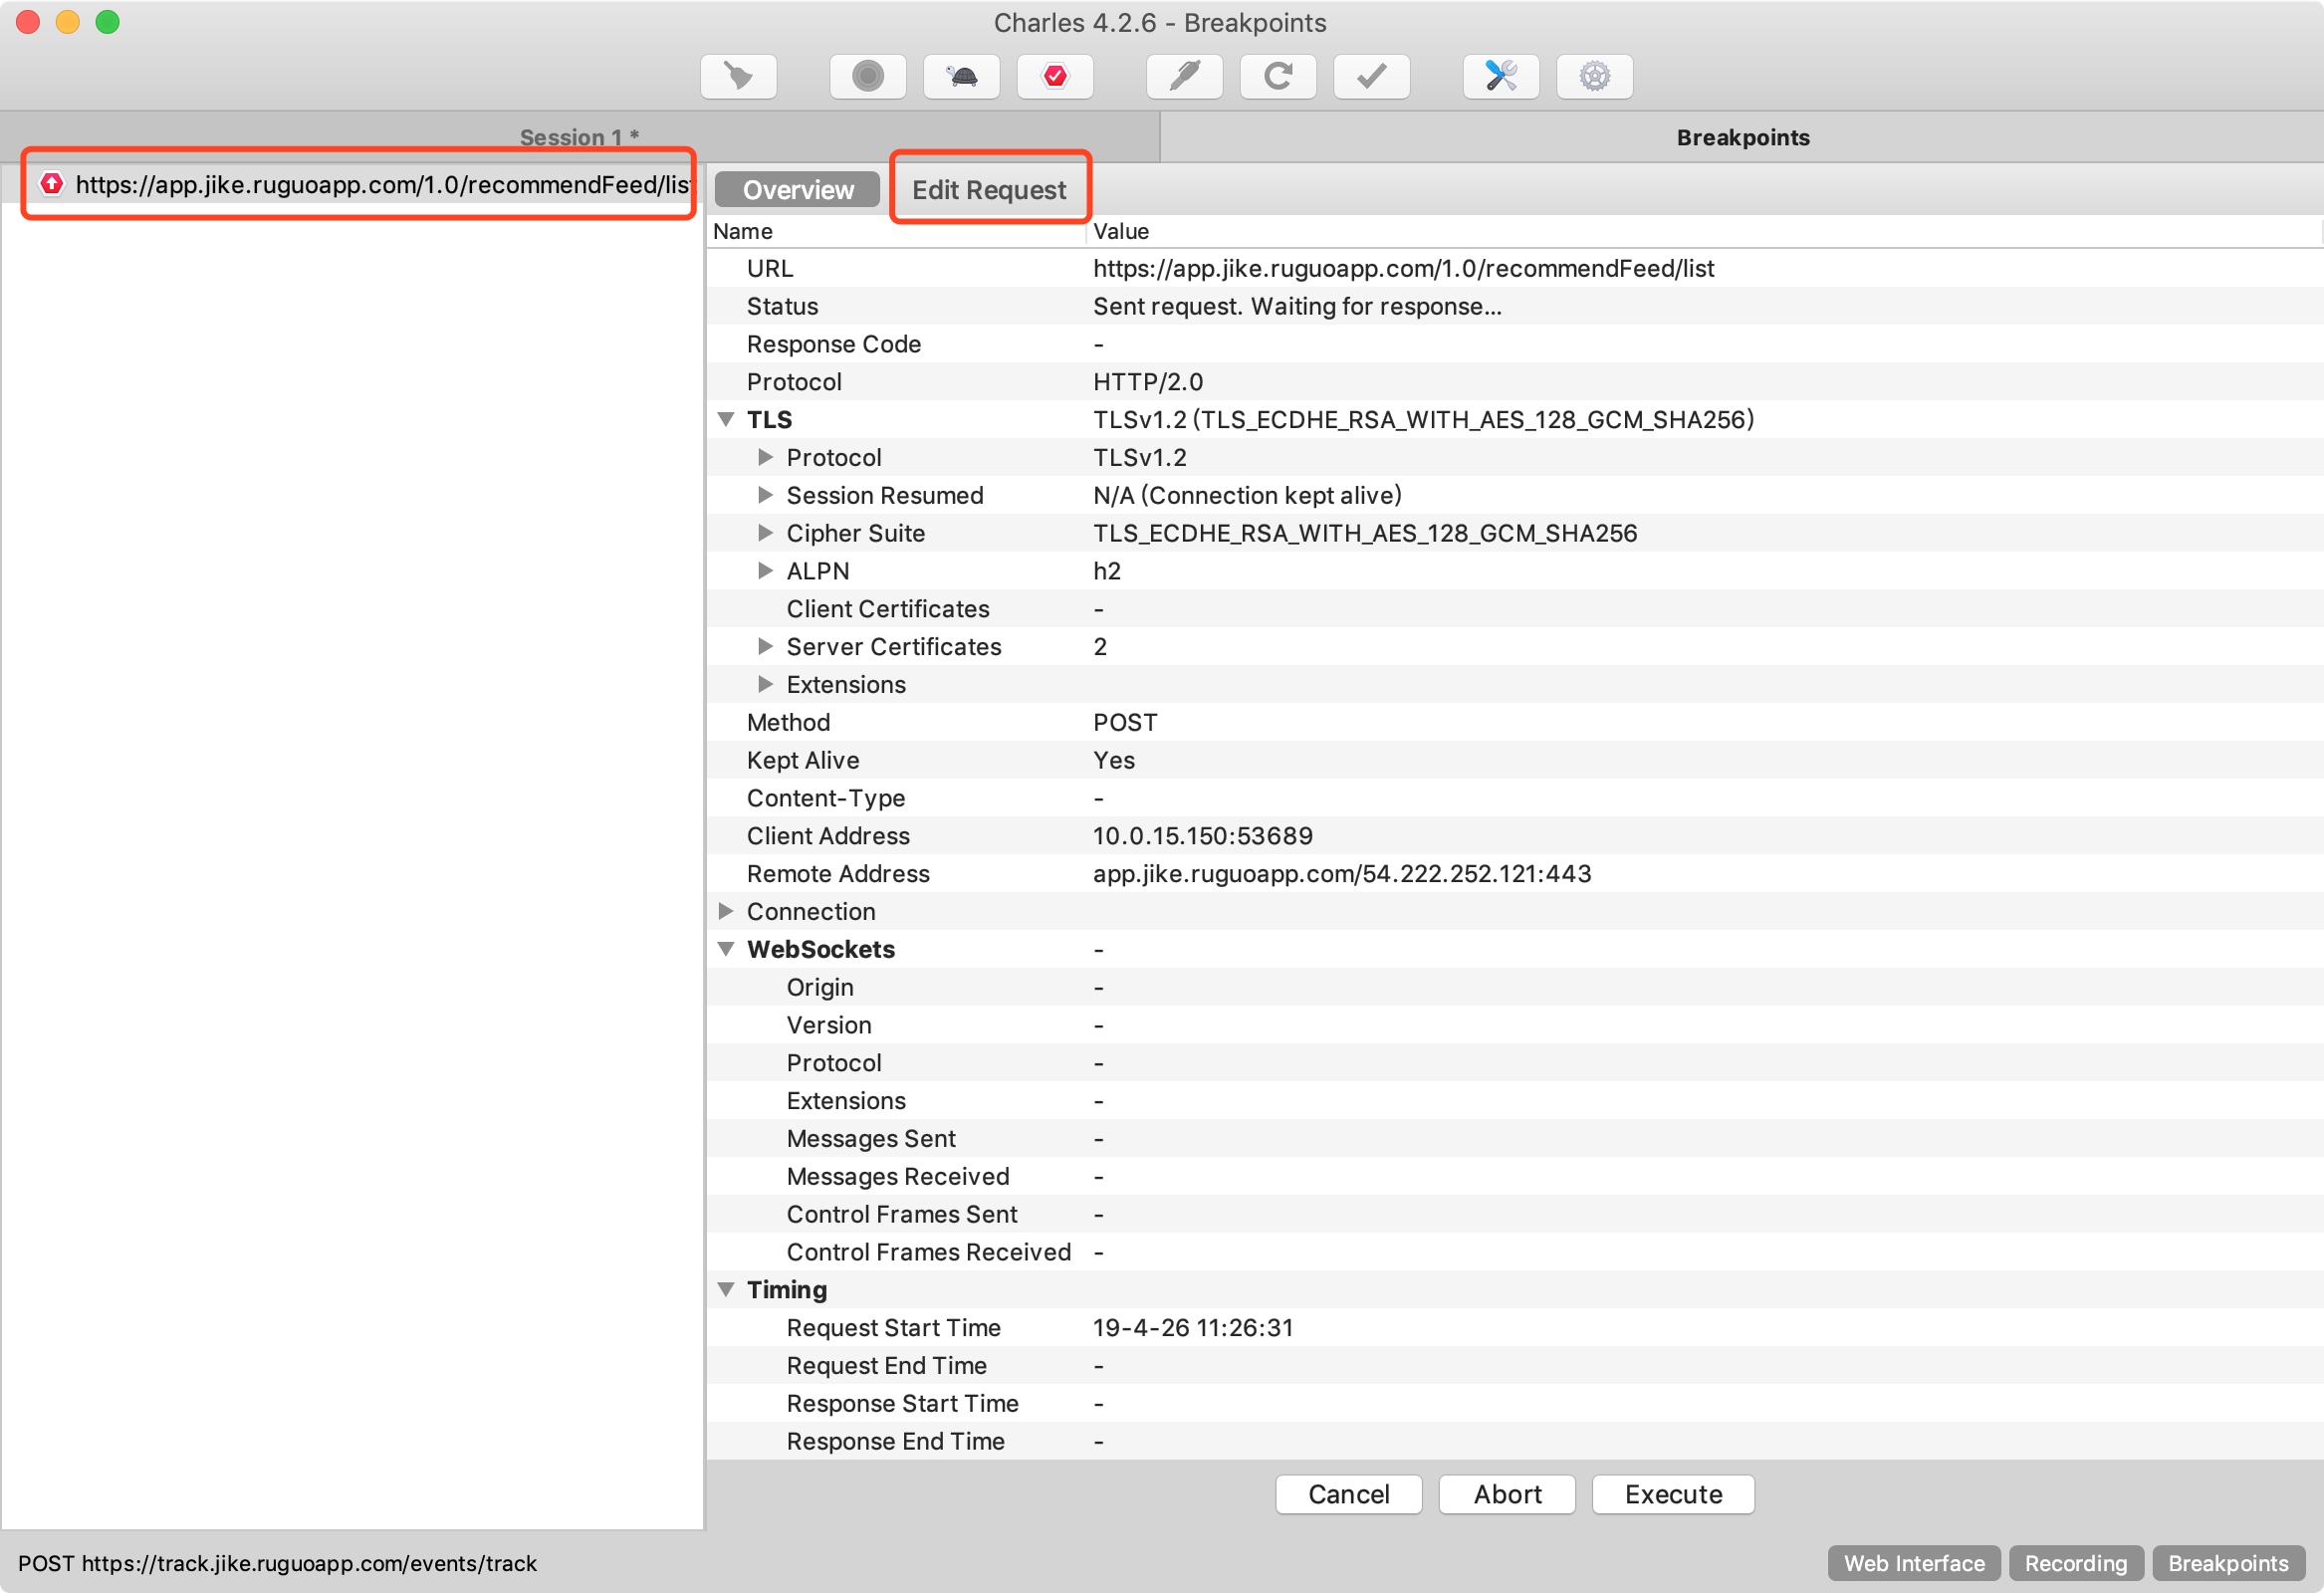 Charles 4.2.6 - Breakpoints
Session 1 *
Breakpoints
https://app.jike.ruguoapp.com/1.0/recommendFeed/list
Overview
Edit Request
Name Value
URL https://app.jike.ruguoapp.com/1.0/recommendFeed/list
Status Sent request. Waiting for response...
Response Code -
Protocol HTTP/2.0
TLS TLSv1.2 (TLS_ECDHE_RSA_WITH_AES_128_GCM_SHA256)
Protocol TLSv1.2
Session Resumed N/A (Connection kept alive)
Cipher Suite TLS_ECDHE_RSA_WITH_AES_128_GCM_SHA256
ALPN h2
Client Certificates -
Server Certificates 2
Extensions
Method POST
Kept Alive Yes
Content-Type -
Client Address 10.0.15.150:53689
Remote Address app.jike.ruguoapp.com/54.222.252.121:443
Connection
WebSockets -
Origin -
Version -
Protocol -
Extensions -
Messages Sent -
Messages Received -
Control Frames Sent -
Control Frames Received -
Timing
Request Start Time 19-4-26 11:26:31
Request End Time -
Response Start Time -
Response End Time -
Cancel
Abort
Execute
POST https://track.jike.ruguoapp.com/events/track
Web Interface
Recording
Breakpoints